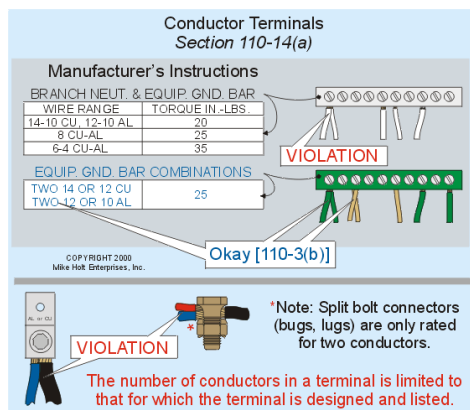 Conductor Terminals
Section 110-14(a)
Manufacturer's Instructions
BRANCH NEUT. & EQUIP. GND. BAR
WIRE RANGE TORQUE IN.-LBS.
14-10 CU, 12-10 AL 20
8 CU-AL 25
6-4 CU-AL 35
VIOLATION
EQUIP. GND. BAR COMBINATIONS
TWO 14 OR 12 CU
TWO 12 OR 10 AL
25
Okay [110-3(b)]
COPYRIGHT 2000
Mike Holt Enterprises, Inc.
AL or CU
VIOLATION
*
*Note: Split bolt connectors
(bugs, lugs) are only rated
for two conductors.
The number of conductors in a terminal is limited to
that for which the terminal is designed and listed.